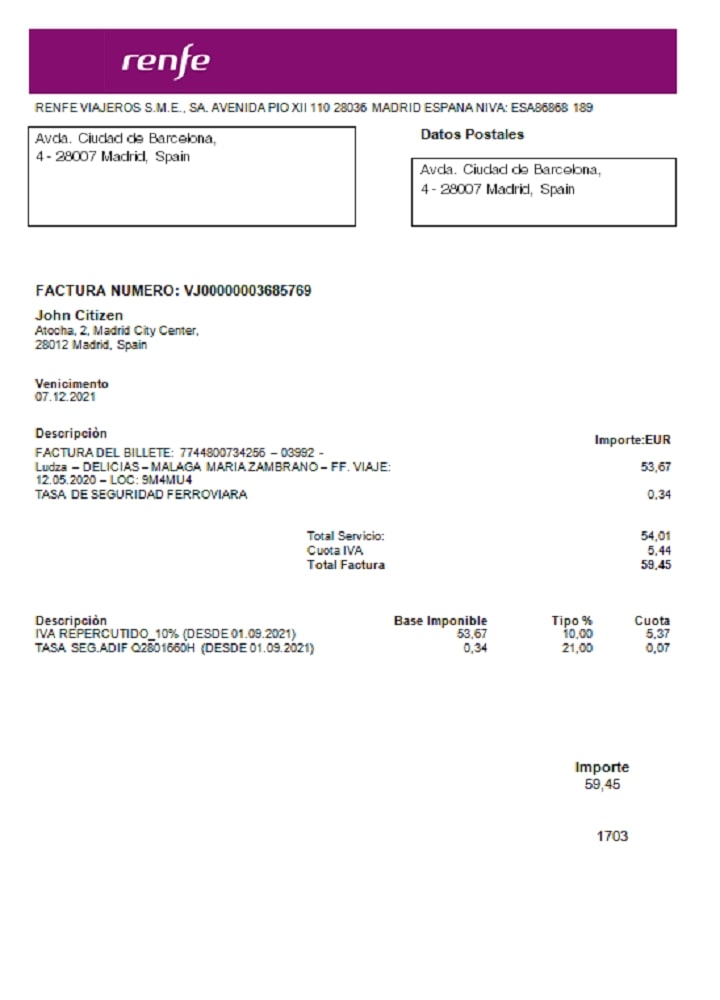 renfe
RENFE VIAJEROS S.M.E., SA. AVENIDA PIO XII 110 28036 MADRID ESPANA NIVA: ESA86868 189
Avda. Ciudad de Barcelona,
4 - 28007 Madrid, Spain
Datos Postales
Avda. Ciudad de Barcelona,
4 - 28007 Madrid, Spain
FACTURA NUMERO: VJ00000003685769
John Citizen
Atocha, 2, Madrid City Center,
28012 Madrid, Spain
Venicimento
07.12.2021
Descripciòn Importe:EUR
FACTURA DEL BILLETE: 7744800734256 – 03992 -
Ludza – DELICIAS – MALAGA MARIA ZAMBRANO – FF. VIAJE: 53,67
12.05.2020 – LOC: 9M4MU4
TASA DE SEGURIDAD FERROVIARA 0,34
Total Servicio: 54,01
Cuota IVA 5,44
Total Factura 59,45
Descripciòn Base Imponible Tipo % Cuota
IVA REPERCUTIDO_10% (DESDE 01.09.2021) 53,67 10,00 5,37
TASA SEG.ADIF Q2801660H (DESDE 01.09.2021) 0,34 21,00 0,07
Importe
59,45
1703